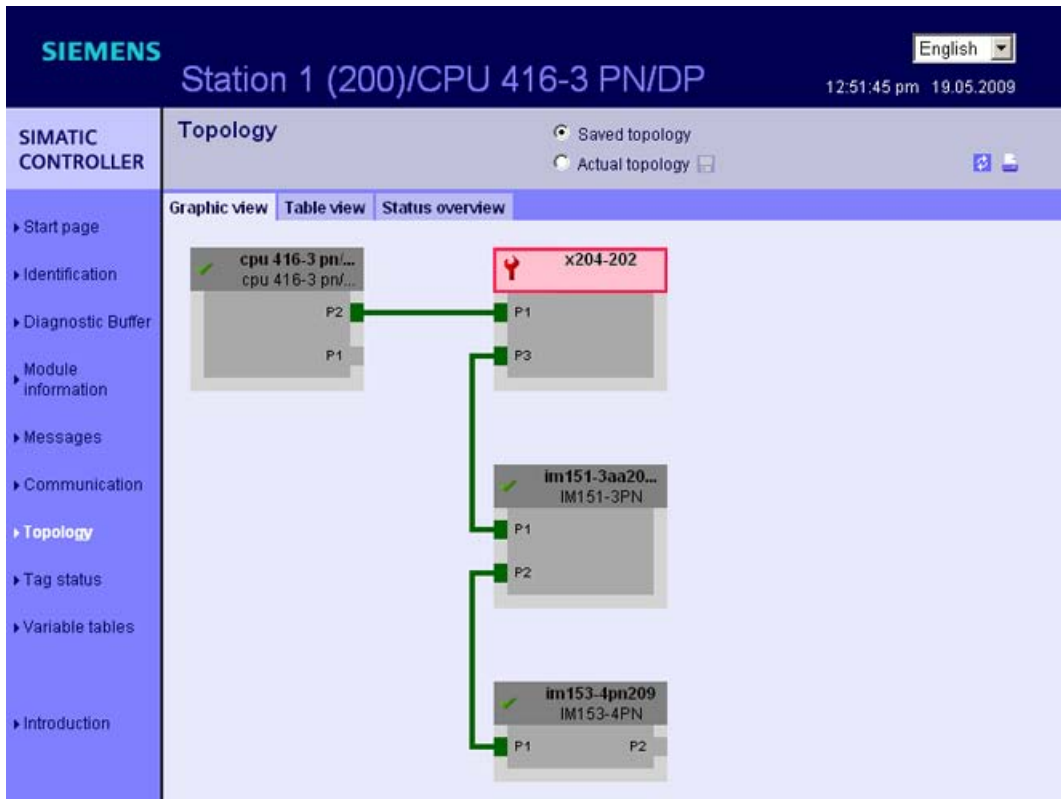 SIEMENS
Station 1 (200)/CPU 416-3 PN/DP
English
12:51:45 pm 19.05.2009
SIMATIC
CONTROLLER
Topology
Saved topology
Actual topology
Start page
Identification
Diagnostic Buffer
Module
information
Messages
Communication
Topology
Tag status
Variable tables
Introduction
Graphic view Table view Status overview
cpu 416-3 pn/...
cpu 416-3 pn/...
P2
P1
x204-202
P1
P3
im151-3aa20...
IM151-3PN
P1
P2
im153-4pn209
IM153-4PN
P1 P2